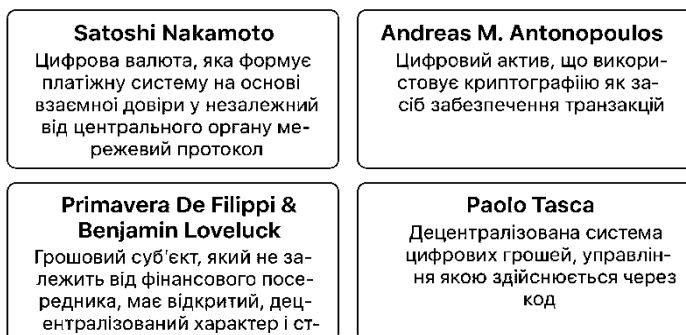 Satoshi Nakamoto
Цифрова валюта, яка формує
платіжну систему на основі
взаємної довіри у незалежний
від центрального органу ме-
режевий протокол
Andreas M. Antonopoulos
Цифровий актив, що викори-
стовує криптографіію як за-
сіб забезпечення транзакцій
Primavera De Filippi &
Benjamin Loveluck
Грошовий суб'єкт, який не за-
лежить від фінансового посе-
редника, має відкритий, дец-
ентралізований характер і ст-
Paolo Tasca
Децентралізована система
цифрових грошей, управлін-
ня якою здійснюється через
код